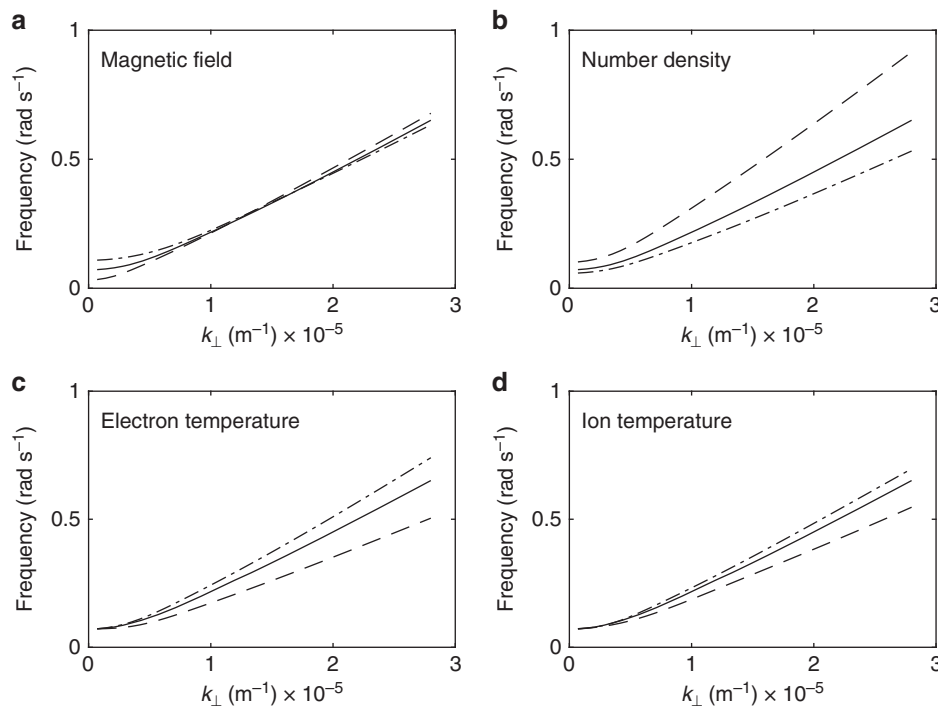 a
Magnetic field
1
0.5
0
Frequency (rad s⁻¹)
0 1 2 3
k⊥ (m⁻¹) × 10⁻⁵
b
Number density
1
0.5
0
Frequency (rad s⁻¹)
0 1 2 3
k⊥ (m⁻¹) × 10⁻⁵
c
Electron temperature
1
0.5
0
Frequency (rad s⁻¹)
0 1 2 3
k⊥ (m⁻¹) × 10⁻⁵
d
Ion temperature
1
0.5
0
Frequency (rad s⁻¹)
0 1 2 3
k⊥ (m⁻¹) × 10⁻⁵